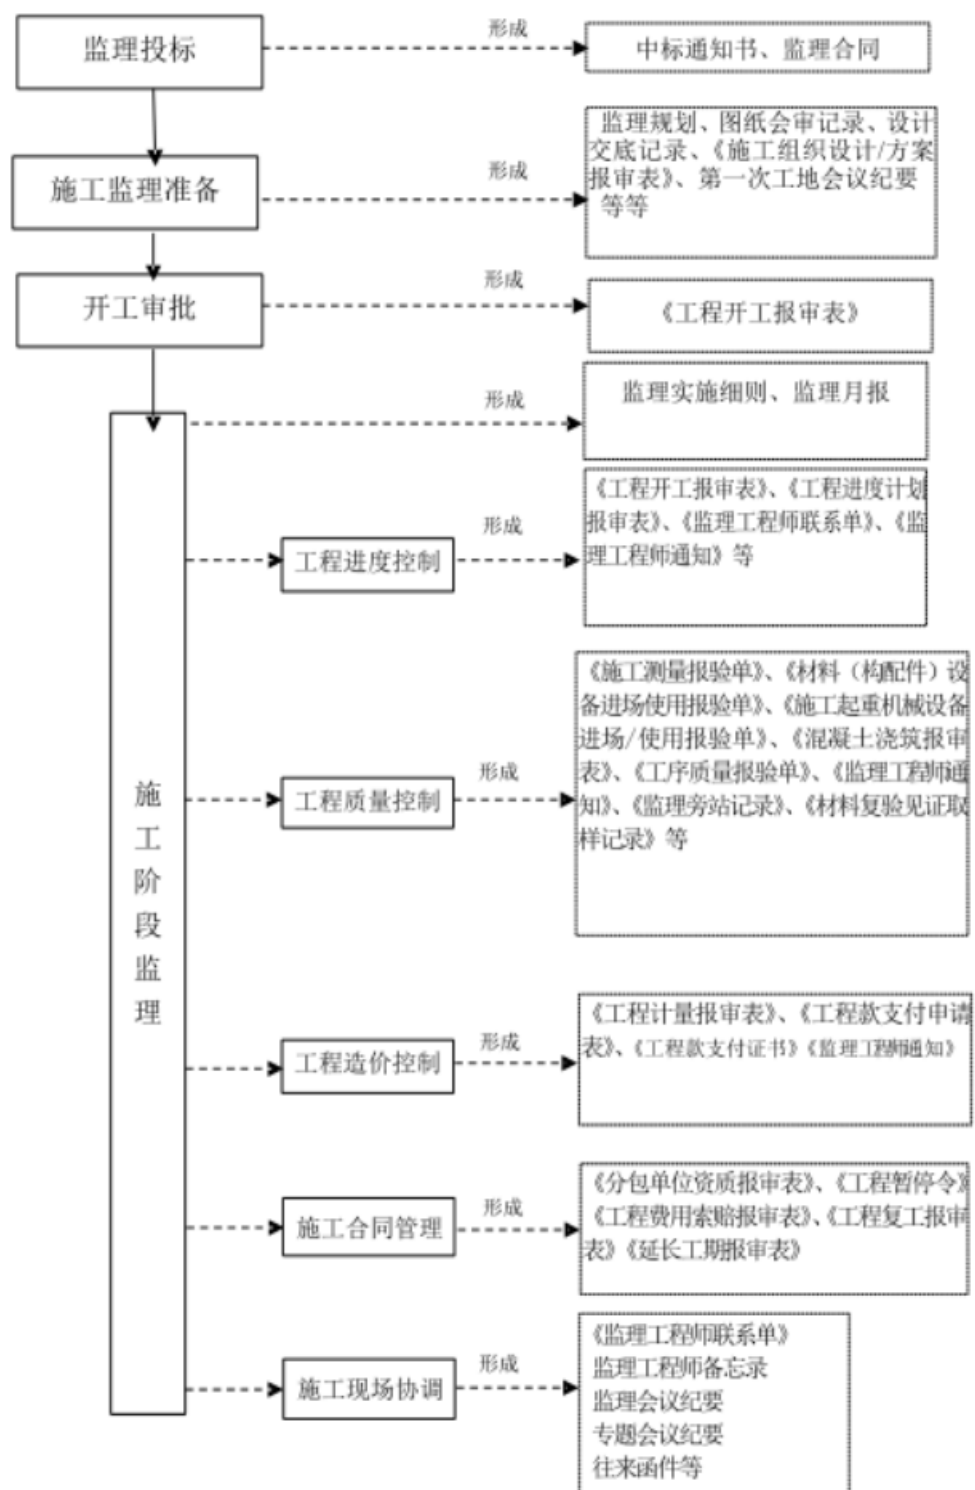 监理投标
形成
中标通知书、监理合同
施工监理准备
形成
监理规划、图纸会审记录、设计
交底记录、《施工组织设计/方案
报审表》、第一次工地会议纪要
等等
开工审批
形成
《工程开工报审表》
施工阶段监理
形成
监理实施细则、监理月报
工程进度控制
形成
《工程开工报审表》、《工程进度计划
报审表》、《监理工程师联系单》、《监
理工程师通知》等
工程质量控制
形成
《施工测量报验单》、《材料（构配件）设
备进场使用报验单》、《施工起重机械设备
进场/使用报验单》、《混凝土浇筑报审
表》、《工序质量报验单》、《监理工程师通
知》、《监理旁站记录》、《材料复验见证取
样记录》等
工程造价控制
形成
《工程计量报审表》、《工程款支付申请
表》、《工程款支付证书》《监理工程师通知》
施工合同管理
形成
《分包单位资质报审表》、《工程暂停令》
《工程费用索赔报审表》、《工程复工报审
表》《延长工期报审表》
施工现场协调
形成
《监理工程师联系单》
监理工程师备忘录
监理会议纪要
专题会议纪要
往来函件等